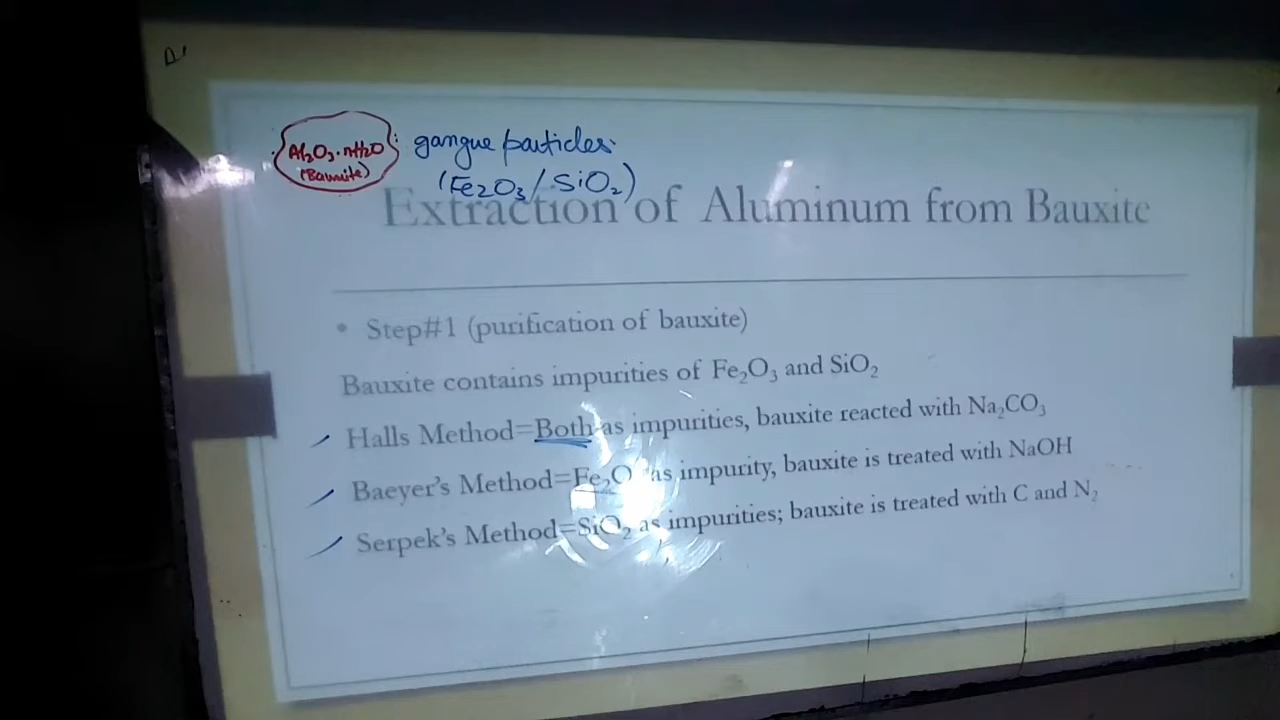 Al₂O₃·nH₂O
(Bauxite)
gangue particles
(Fe₂O₃/SiO₂)
Extraction of Aluminum from Bauxite
• Step#1 (purification of bauxite)
Bauxite contains impurities of Fe₂O₃ and SiO₂
Halls Method=Both as impurities, bauxite reacted with Na₂CO₃
Baeyer's Method=Fe₂O as impurity, bauxite is treated with NaOH
Serpek's Method=SiO₂ as impurities; bauxite is treated with C and N₂